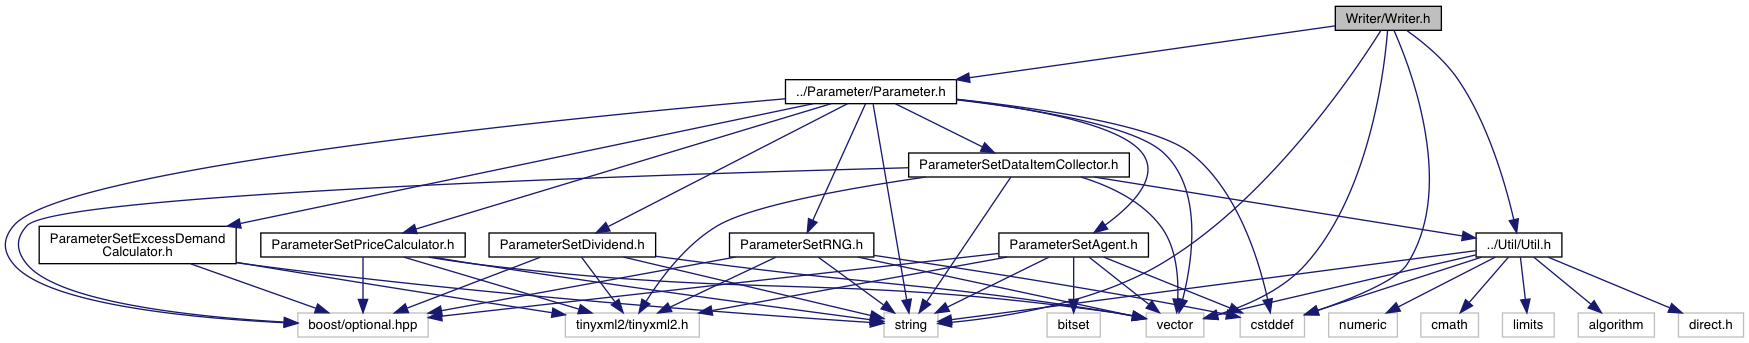 Writer/Writer.h
../Parameter/Parameter.h
ParameterSetDataItemCollector.h
ParameterSetExcessDemand
Calculator.h
ParameterSetPriceCalculator.h
ParameterSetDividend.h
ParameterSetRNG.h
ParameterSetAgent.h
../Util/Util.h
boost/optional.hpp
tinyxml2/tinyxml2.h
string
bitset
vector
cstddef
numeric
cmath
limits
algorithm
direct.h